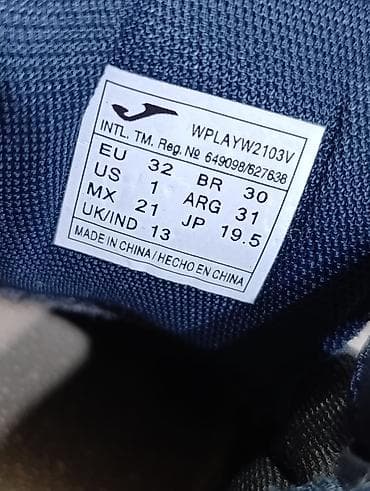 WPLAYW2103V
INTL. TM. Reg. № 649098/627638
EU 32 BR 30
US 1 ARG 31
MX 21 JP 19.5
UK/IND 13
MADE IN CHINA / HECHO EN CHINA